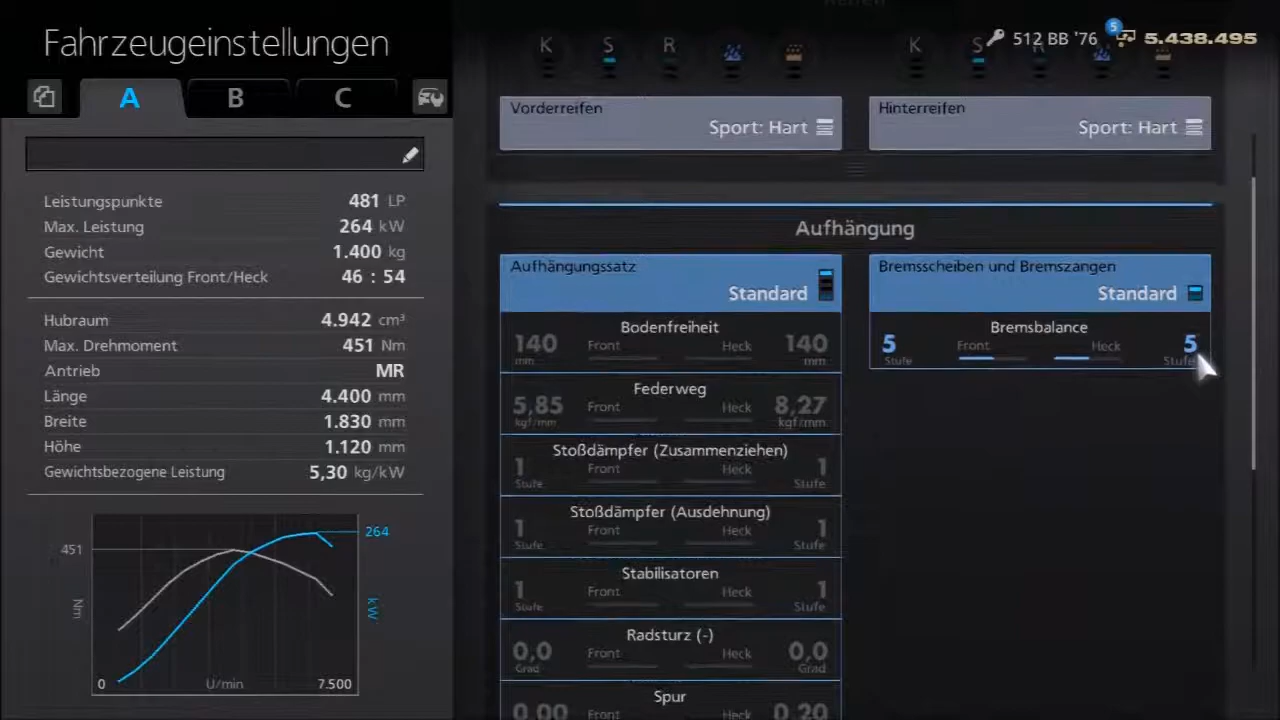 Reifen
512 BB '76
5
5.438.495
Fahrzeugeinstellungen
A
B
C
K
S
R
K
S
R
Vorderreifen
Sport: Hart
Hinterreifen
Sport: Hart
Leistungspunkte 481 LP
Max. Leistung 264 kW
Gewicht 1.400 kg
Gewichtsverteilung Front/Heck 46 : 54
Hubraum 4.942 cm³
Max. Drehmoment 451 Nm
Antrieb MR
Länge 4.400 mm
Breite 1.830 mm
Höhe 1.120 mm
Gewichtsbezogene Leistung 5,30 kg/kW
451
264
Nm
kW
0 U/min 7.500
Aufhängung
Aufhängungssatz
Standard
Bodenfreiheit
140 mm Front Heck 140 mm
Federweg
5,85 kgf/mm Front Heck 8,27 kgf/mm
Stoßdämpfer (Zusammenziehen)
1 Stufe Front Heck 1 Stufe
Stoßdämpfer (Ausdehnung)
1 Stufe Front Heck 1 Stufe
Stabilisatoren
1 Stufe Front Heck 1 Stufe
Radsturz (-)
0,0 Grad Front Heck 0,0 Grad
Spur
0,00 Front Heck 0,20
Bremsscheiben und Bremszangen
Standard
Bremsbalance
5 Stufe Front Heck 5 Stufe